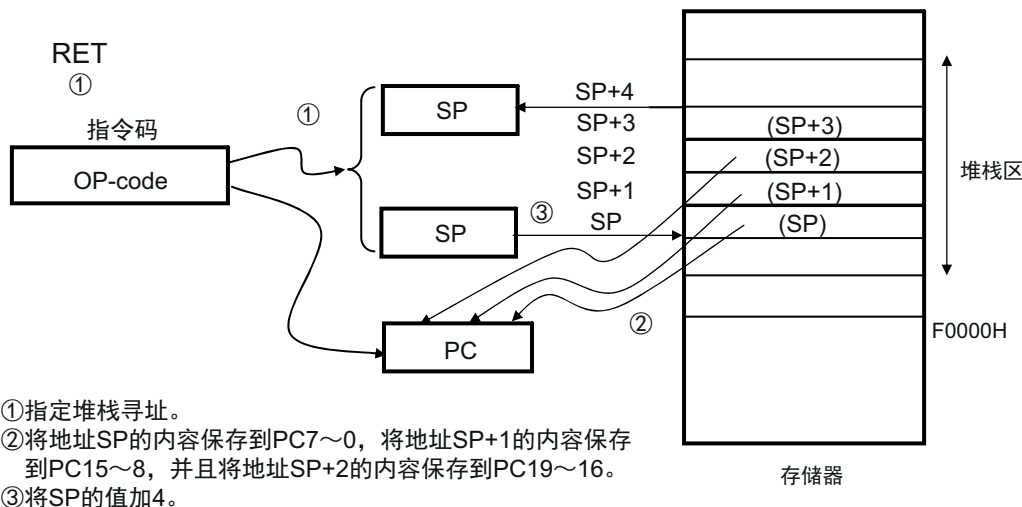 RET
①
指令码
OP-code
①
SP
SP
③
SP+4
SP+3
SP+2
SP+1
SP
(SP+3)
(SP+2)
(SP+1)
(SP)
堆栈区
②
PC
F0000H
存储器
①指定堆栈寻址。
②将地址SP的内容保存到PC7～0，将地址SP+1的内容保存
到PC15～8，并且将地址SP+2的内容保存到PC19～16。
③将SP的值加4。